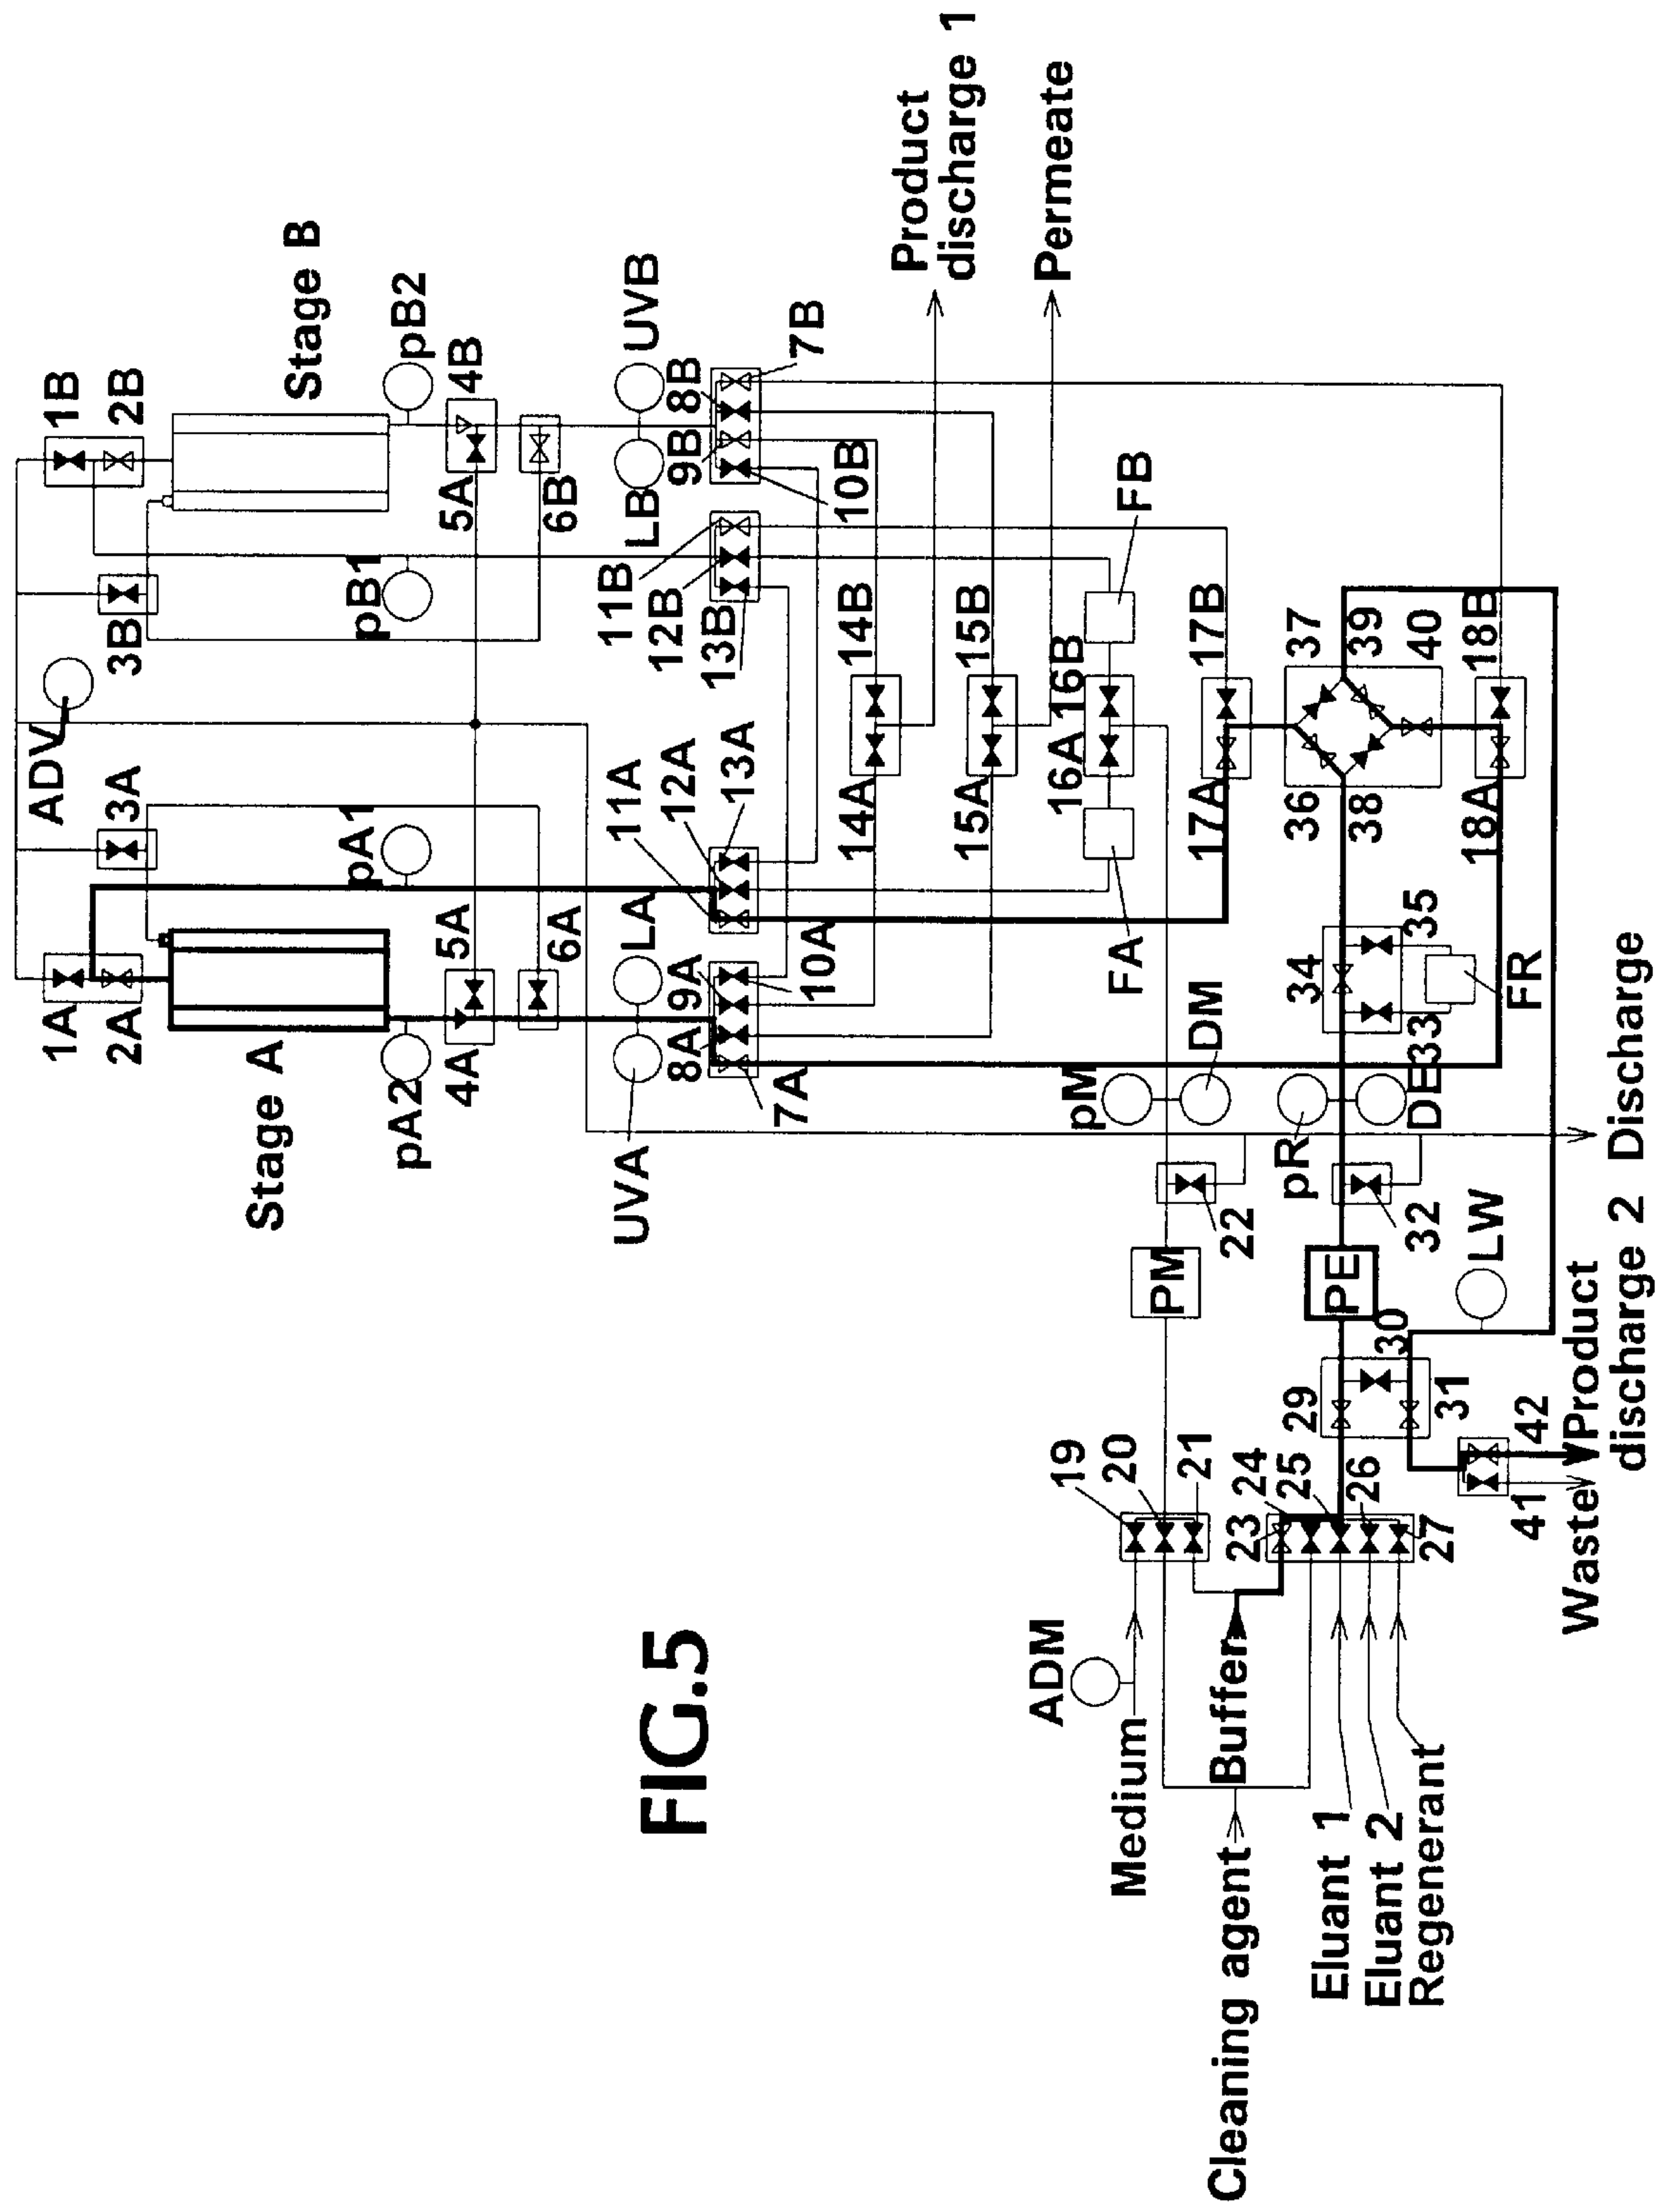 FIG.5
Stage A
Stage B
1A
2A
3A
ADV
3B
1B
2B
pA2
pA1
pB1
pB2
4A
5A
6A
5A
6B
4B
UVA
LA
LB
UVB
8A
9A
7A
10A
11A
12A
13A
11B
12B
13B
9B
8B
10B
7B
14A
14B
15A
15B
16A
16B
FA
FB
17A
17B
Product
discharge 1
Permeate
ADM
Medium
Cleaning agent
Buffer
Eluant 1
Eluant 2
Regenerant
19
20
21
23
24
25
26
27
PM
22
pM
DM
29
30
31
PE
pR
DE
32
34
33
35
FR
36
37
38
39
40
18A
18B
LW
41
42
Waste
Product
discharge 2
Discharge